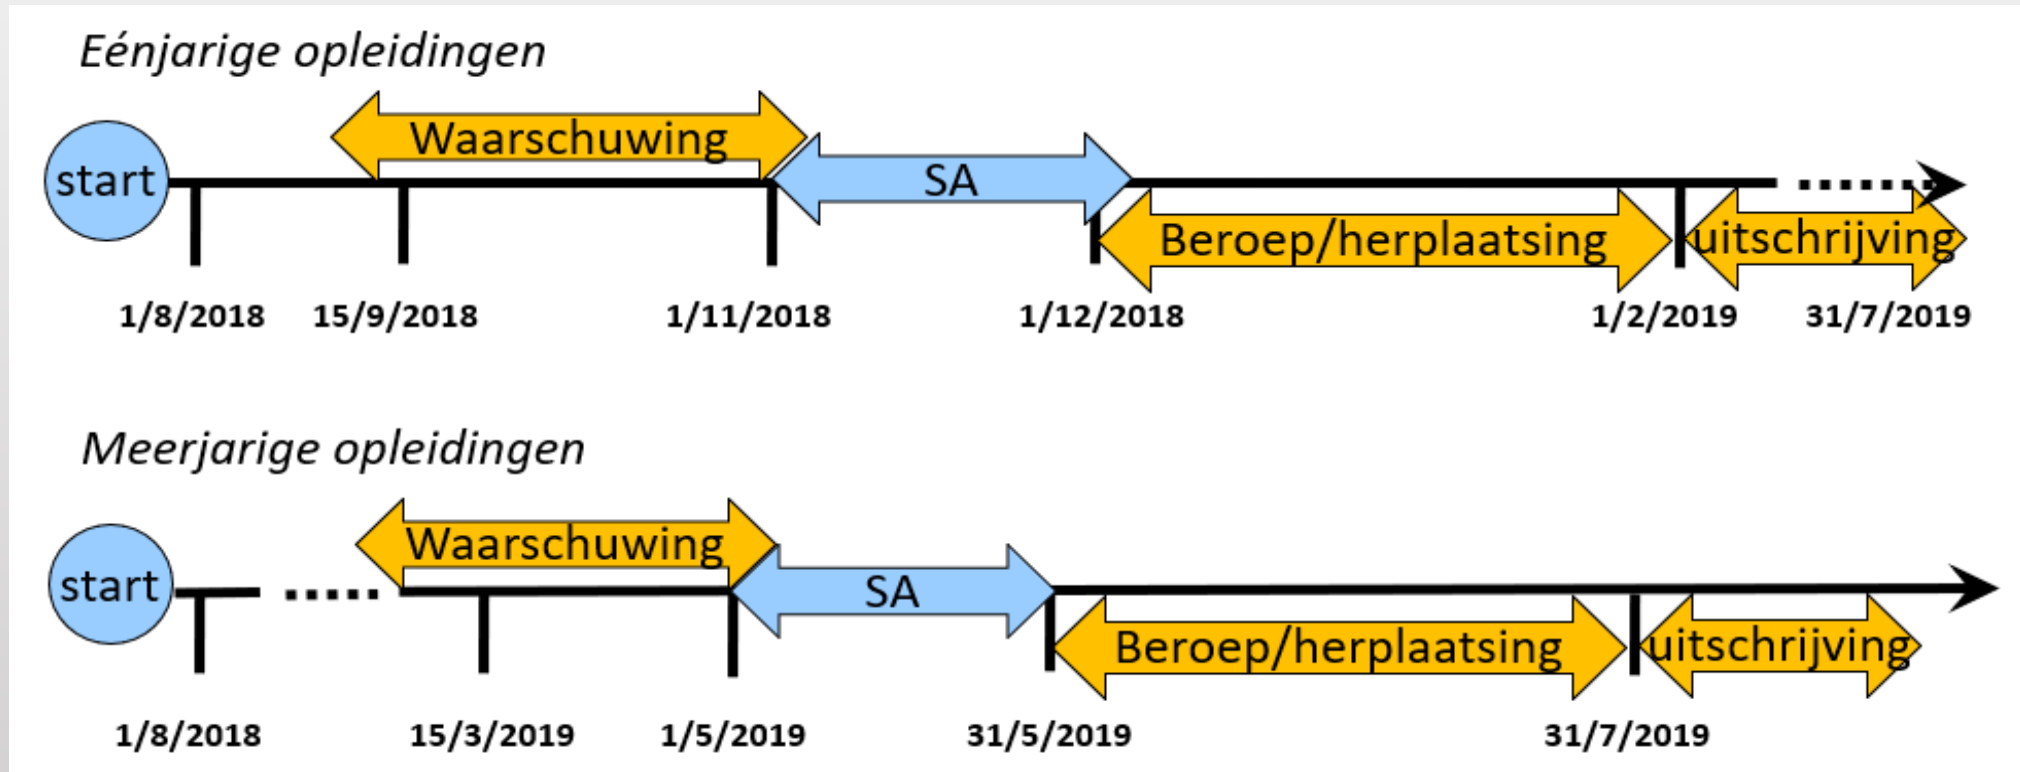 Eénjarige opleidingen
Waarschuwing
start
SA
Beroep/herplaatsing
uitschrijving
1/8/2018 15/9/2018 1/11/2018 1/12/2018 1/2/2019 31/7/2019
Meerjarige opleidingen
Waarschuwing
start
SA
Beroep/herplaatsing
uitschrijving
1/8/2018 15/3/2019 1/5/2019 31/5/2019 31/7/2019